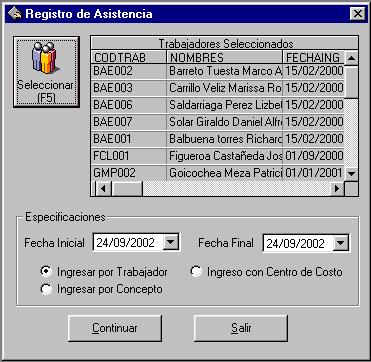 Registro de Asistencia
Seleccionar
(F5)
Trabajadores Seleccionados
CODTRAB NOMBRES FECHAING
BAE002 Barreto Tuesta Marco A 15/02/2000
BAE003 Carrillo Veliz Marissa Ro 15/02/2000
BAE006 Saldarriaga Perez Lizbet 15/02/2000
BAE007 Solar Giraldo Daniel Alfre 15/02/2000
BAE001 Balbuena torres Richard 15/02/2000
FCL001 Figueroa Castañeda Jos 01/09/2000
GMP002 Goicochea Meza Patrici 01/01/2001
Especificaciones
Fecha Inicial 24/09/2002 Fecha Final 24/09/2002
Ingresar por Trabajador Ingreso con Centro de Costo
Ingresar por Concepto
Continuar Salir